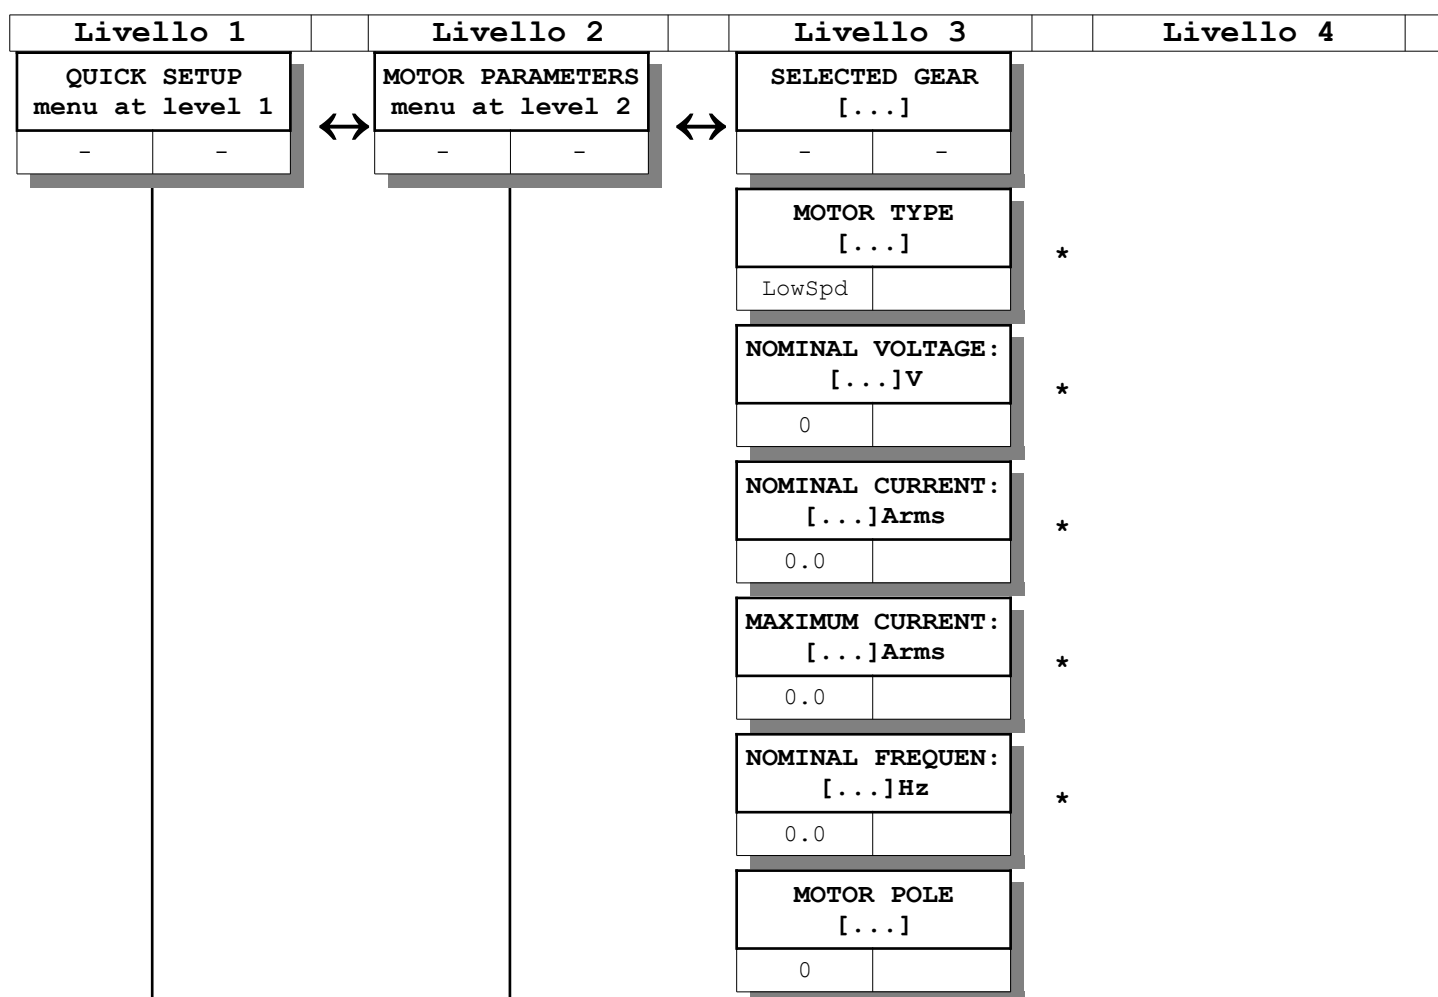 Livello 1 Livello 2 Livello 3 Livello 4
QUICK SETUP
menu at level 1
- -
↔
MOTOR PARAMETERS
menu at level 2
- -
↔
SELECTED GEAR
[...]
- -
MOTOR TYPE
[...]
*
LowSpd
NOMINAL VOLTAGE:
[...]V
*
0
NOMINAL CURRENT:
[...]Arms
*
0.0
MAXIMUM CURRENT:
[...]Arms
*
0.0
NOMINAL FREQUEN:
[...]Hz
*
0.0
MOTOR POLE
[...]
0